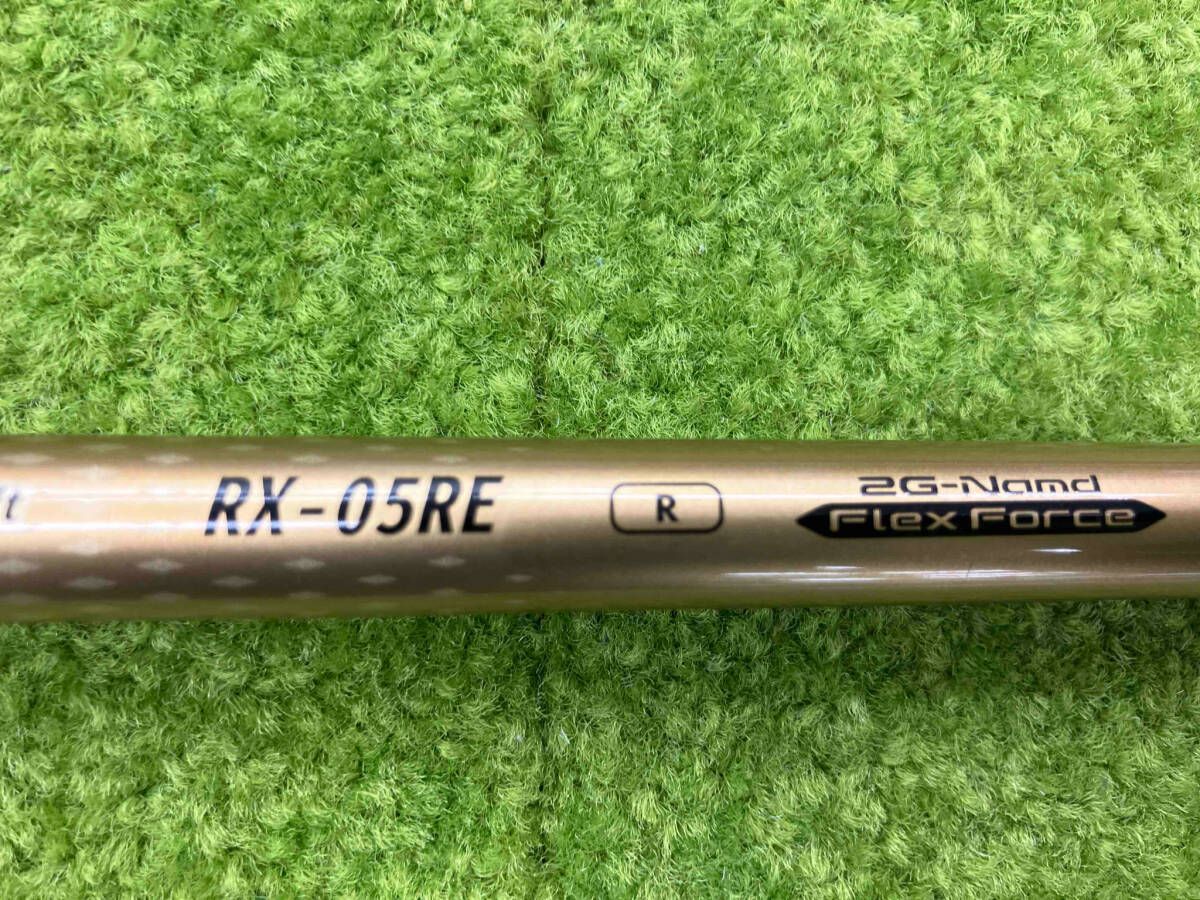 RX-05RE R 2G-Namd
Flex Force